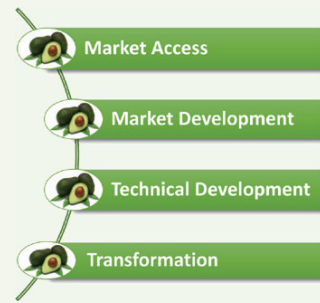 Market Access
Market Development
Technical Development
Transformation